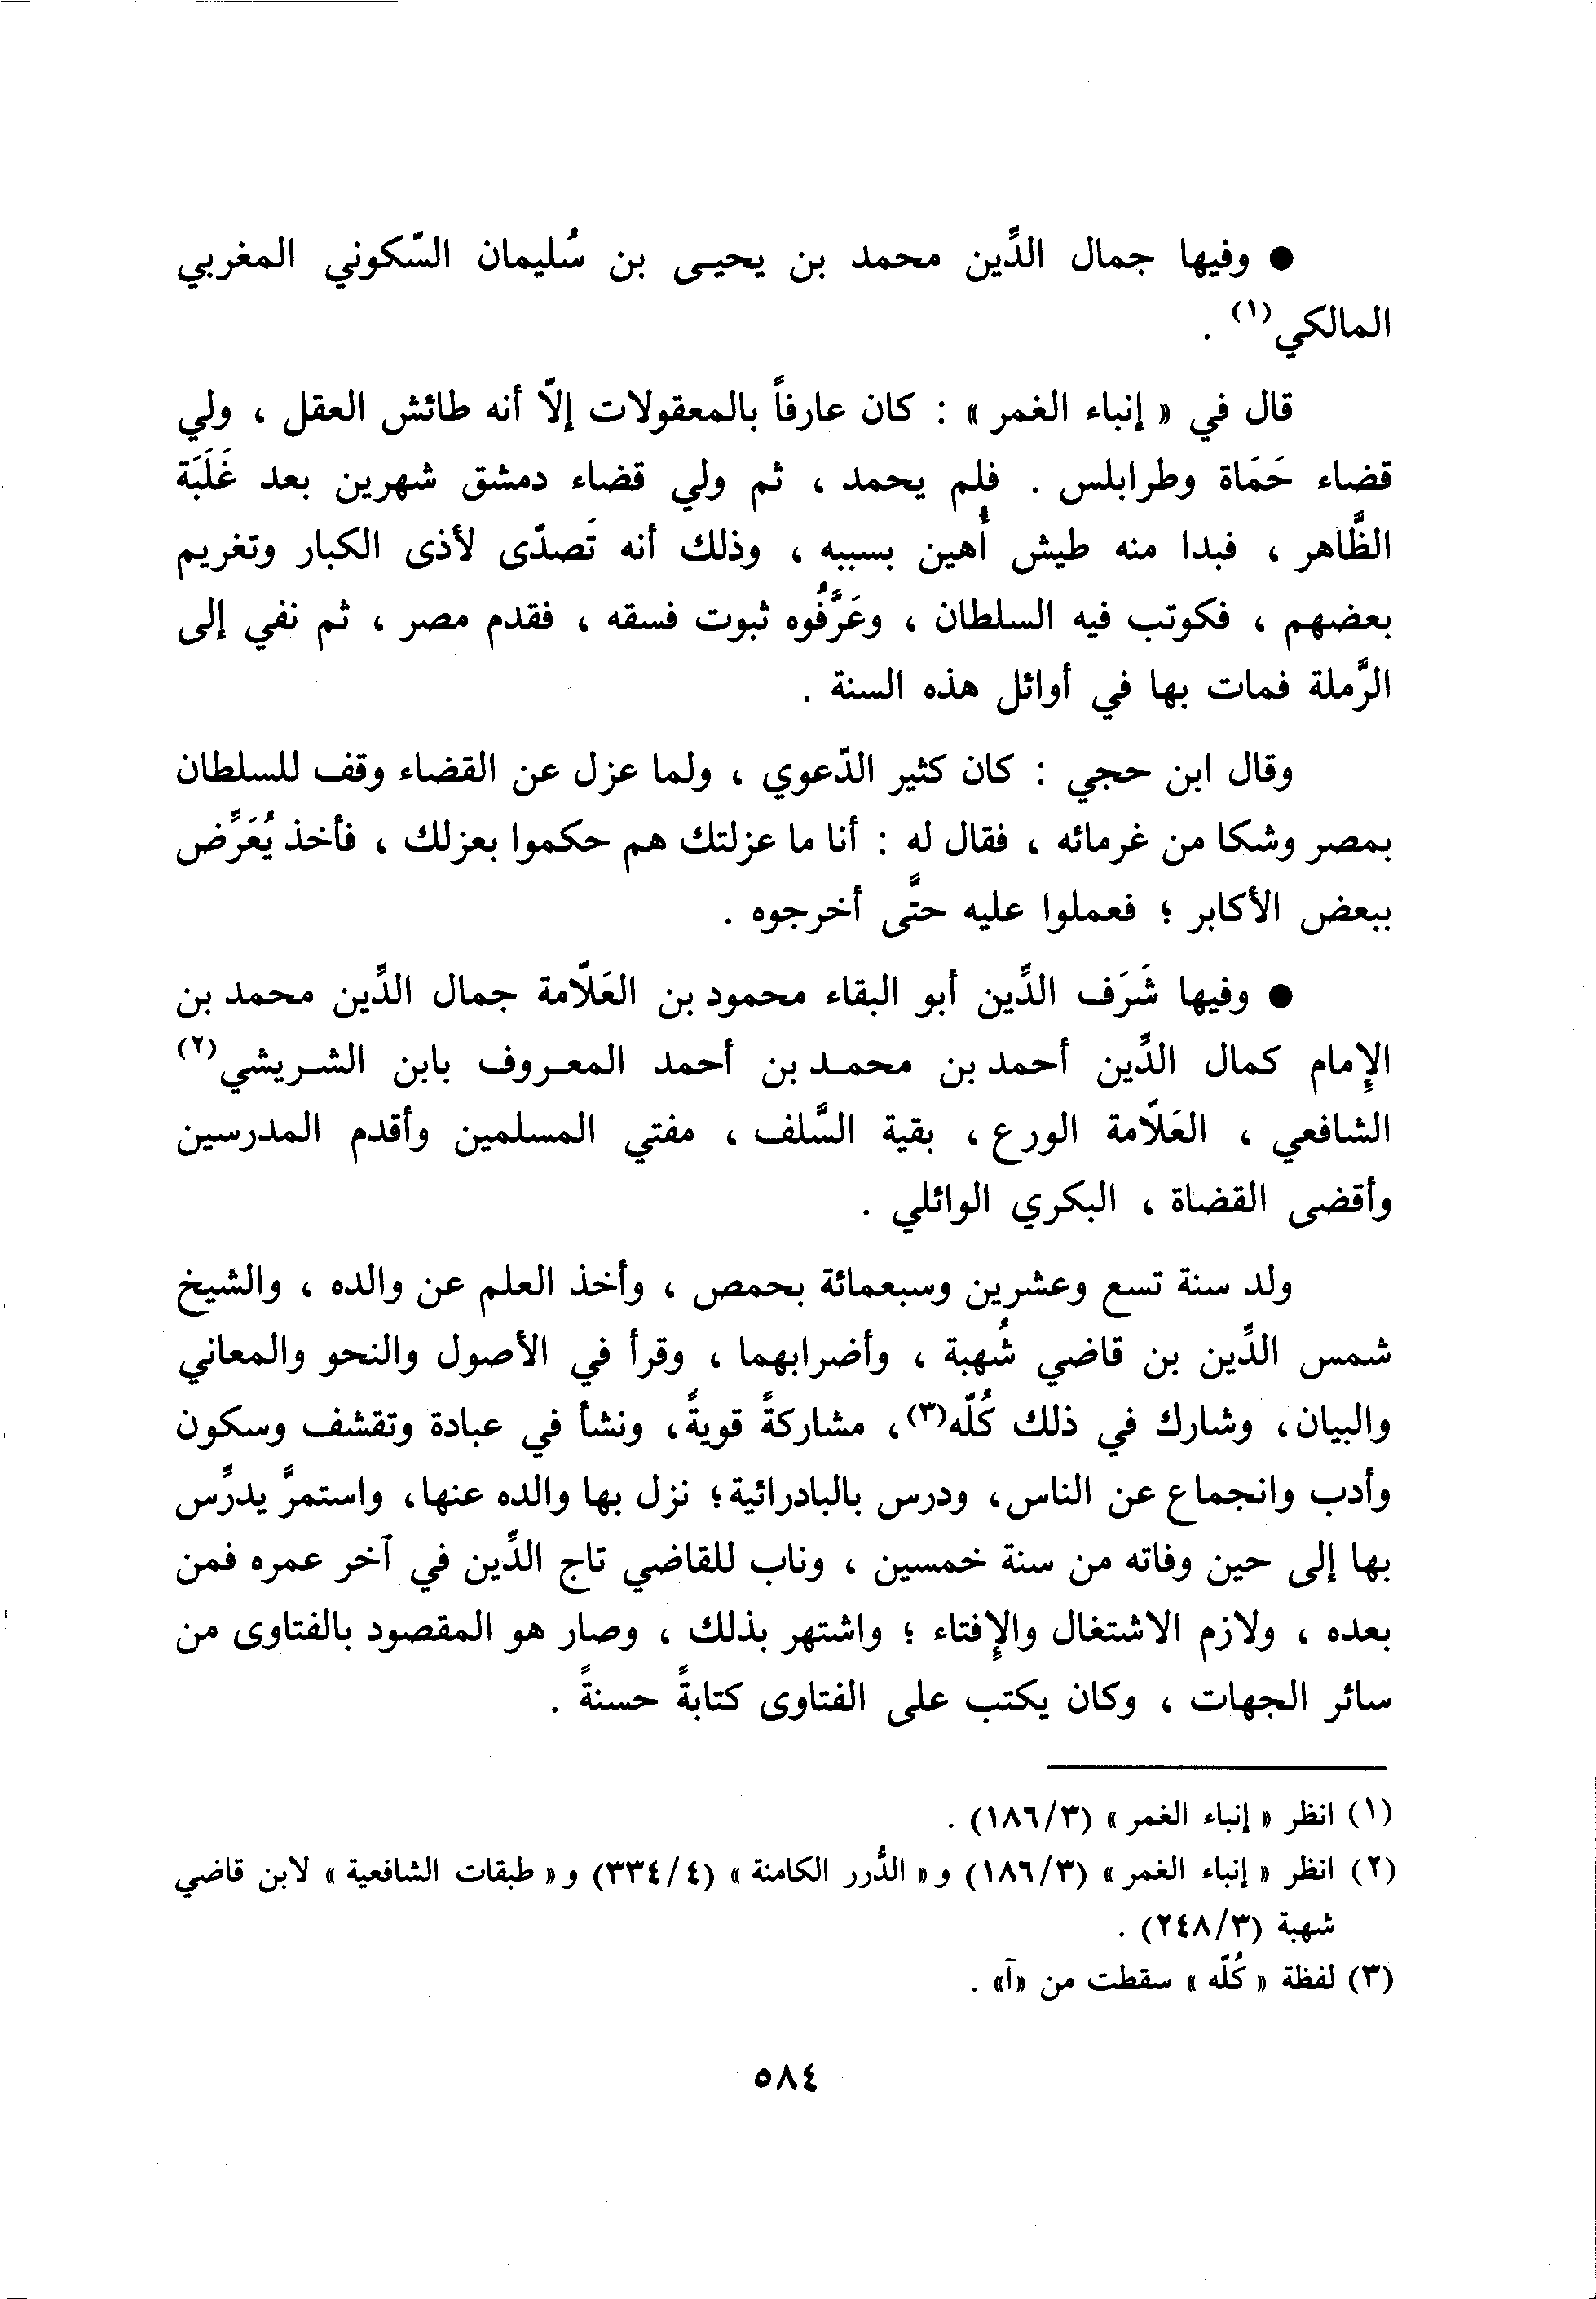 ● وفيها جمال الدِّين محمد بن يحيـى بن سُليمان السّكوني المغربي
المالكي(١) .
قال في « إنباء الغمر » : كان عارفاً بالمعقولات إلاّ أنه طائش العقل ، ولي
قضاء حَمَاة وطرابلس . فلم يحمد ، ثم ولي قضاء دمشق شهرين بعد غَلَبَة
الظَّاهر ، فبدا منه طيش أُهين بسببه ، وذلك أنه تَصدّى لأذى الكبار وتغريم
بعضهم ، فكوتب فيه السلطان ، وعَرَّفُوه ثبوت فسقه ، فقدم مصر ، ثم نفي إلى
الرَّملة فمات بها في أوائل هذه السنة .
وقال ابن حجي : كان كثير الدّعوي ، ولما عزل عن القضاء وقف للسلطان
بمصر وشكا من غرمائه ، فقال له : أنا ما عزلتك هم حكموا بعزلك ، فأخذ يُعَرِّض
ببعض الأكابر ؛ فعملوا عليه حتَّى أخرجوه .
● وفيها شَرَف الدِّين أبو البقاء محمود بن العَلاّمة جمال الدِّين محمد بن
الإِمام كمال الدِّين أحمد بن محمـد بن أحمد المعـروف بابن الشـريشي(٢)
الشافعي ، العَلاّمة الورع ، بقية السَّلف ، مفتي المسلمين وأقدم المدرسين
وأقضى القضاة ، البكري الوائلي .
ولد سنة تسع وعشرين وسبعمائة بحمص ، وأخذ العلم عن والده ، والشيخ
شمس الدِّين بن قاضي شُهبة ، وأضرابهما ، وقرأ في الأصول والنحو والمعاني
والبيان، وشارك في ذلك كُلّه(٣)، مشاركةً قويةً، ونشأ في عبادة وتقشف وسكون
وأدب وانجماع عن الناس، ودرس بالبادرائية؛ نزل بها والده عنها، واستمرَّ يدرِّس
بها إلى حين وفاته من سنة خمسين ، وناب للقاضي تاج الدِّين في آخر عمره فمن
بعده ، ولازم الاشتغال والإِفتاء ؛ واشتهر بذلك ، وصار هو المقصود بالفتاوى من
سائر الجهات ، وكان يكتب على الفتاوى كتابةً حسنةً .
(١) انظر « إنباء الغمر » (١٨٦/٣) .
(٢) انظر « إنباء الغمر » (١٨٦/٣) و « الدُّرر الكامنة » (٣٣٤/٤) و « طبقات الشافعية » لابن قاضي
شهبة (٢٤٨/٣) .
(٣) لفظة « كُلّه » سقطت من «آ» .
٥٨٤